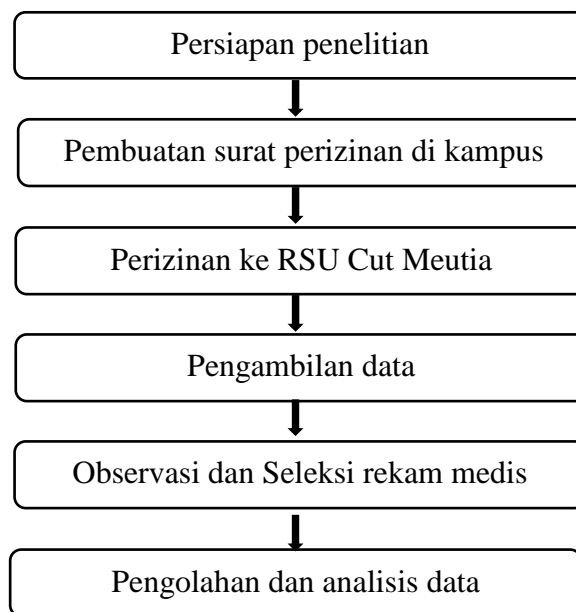 Persiapan penelitian
Pembuatan surat perizinan di kampus
Perizinan ke RSU Cut Meutia
Pengambilan data
Observasi dan Seleksi rekam medis
Pengolahan dan analisis data